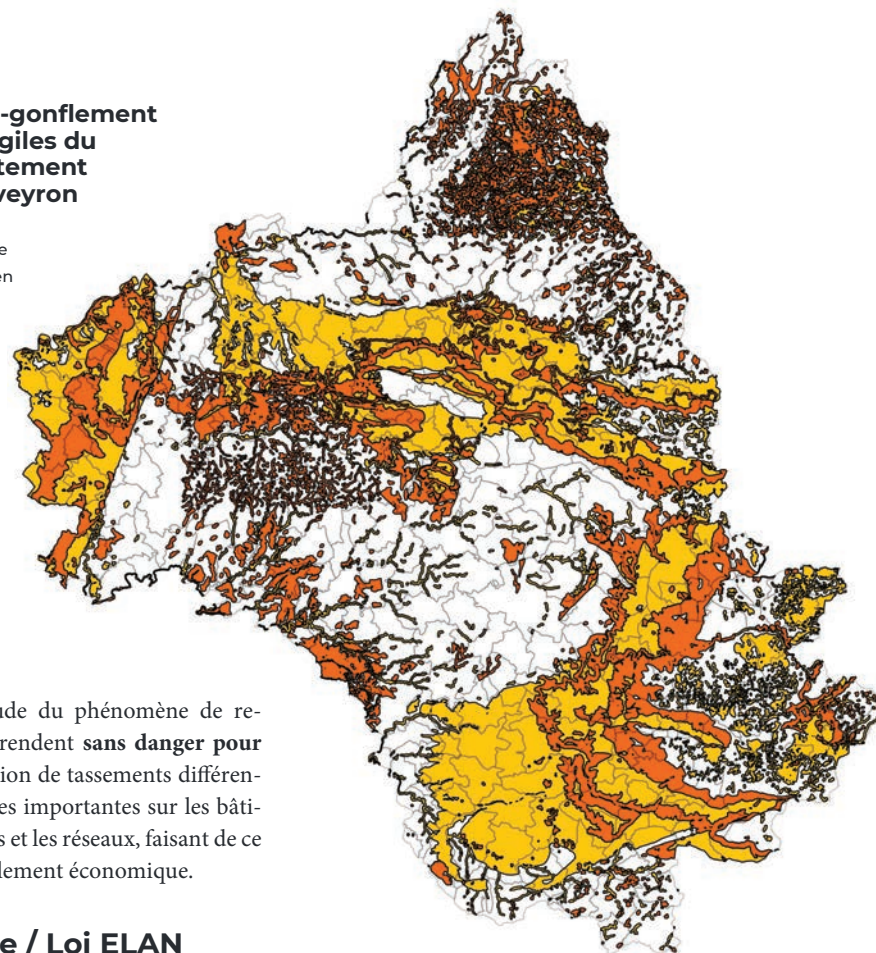 -gonflement
giles du
tement
veyron
e
en
ude du phénomène de re-
rendent sans danger pour
ion de tassements différen-
es importantes sur les bâti-
s et les réseaux, faisant de ce
lement économique.
e / Loi ELAN